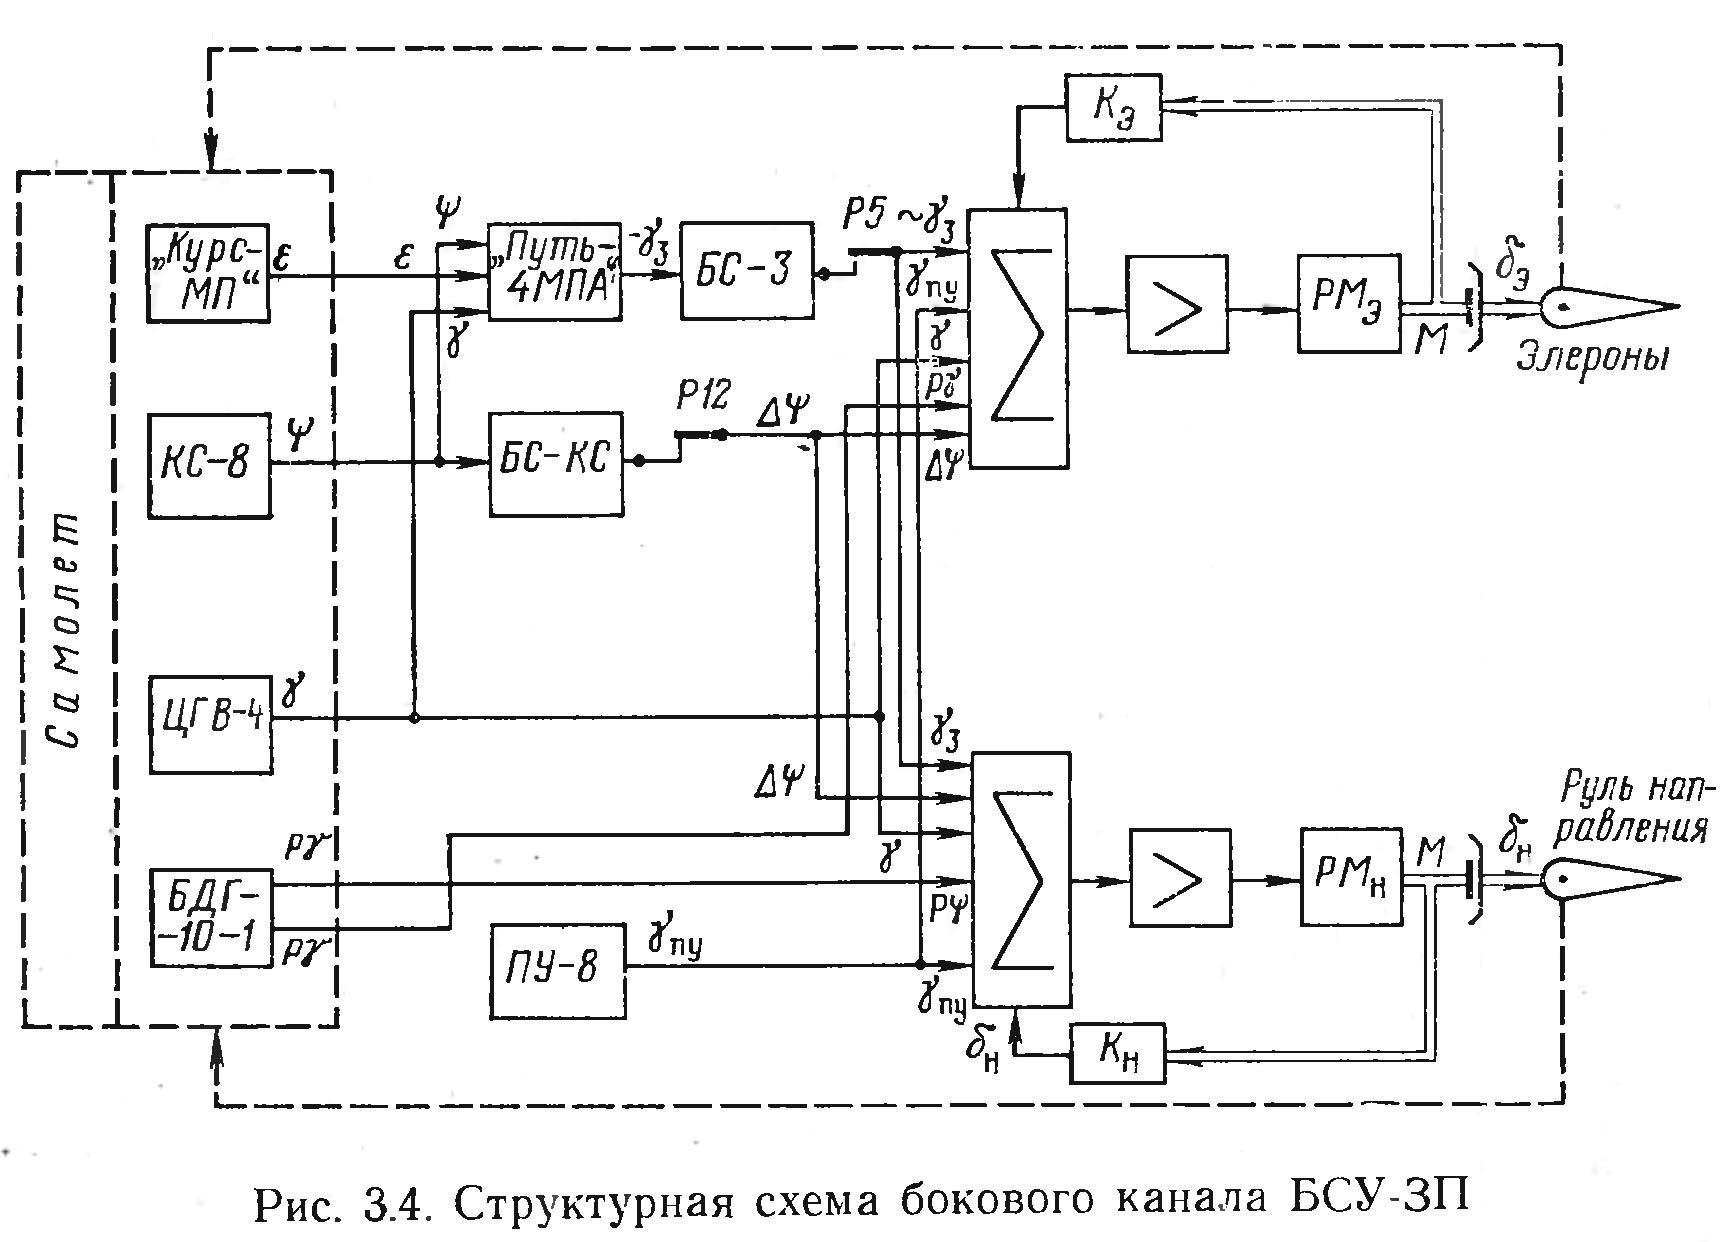 Кэ
Р5 ~γз
Ψ
„Курс-
МП“
ε
ε
„Путь-
4МПА“
-γз
БС-3
γпу
γ
γ
Рγ
Σ
>
РМэ
М
δэ
Элероны
КС-8
Ψ
БС-КС
Р12
ΔΨ
ΔΨ
Самолет
ЦГВ-4
γ
γз
ΔΨ
γ
Рγ
БДГ-
-10-1
Рγ
ПУ-8
γпу
РΨ
γпу
Σ
>
РМн
М
δн
Руль нап-
равления
δн
Кн
Рис. 3.4. Структурная схема бокового канала БСУ-3П